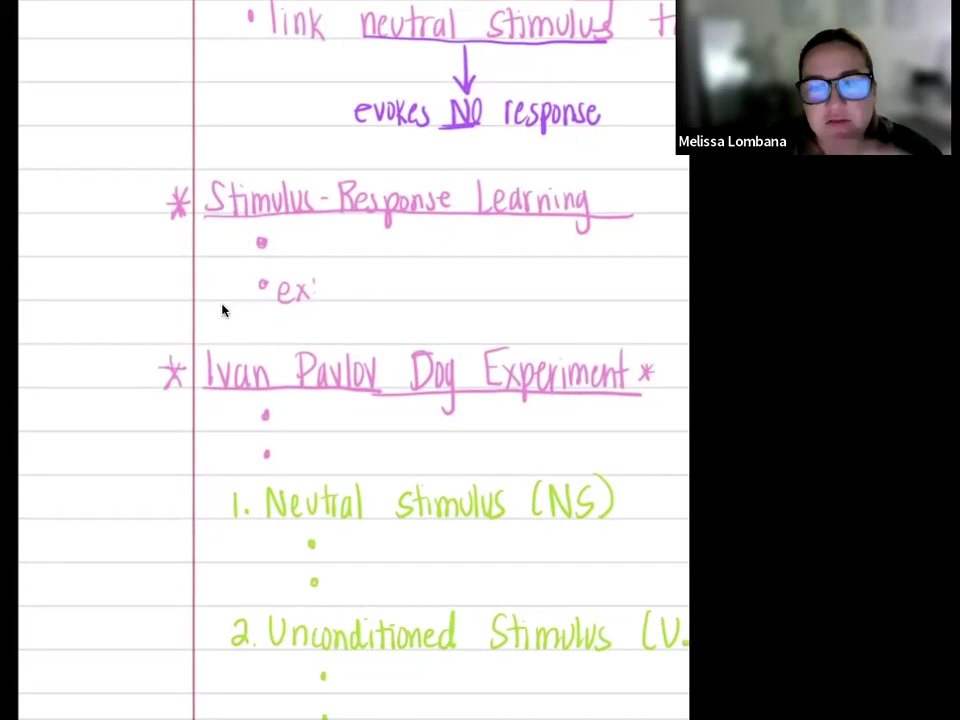 • link neutral stimulus
evokes NO response
Melissa Lombana
* Stimulus-Response Learning
•
• ex:
* Ivan Pavlov Dog Experiment *
•
•
1. Neutral stimulus (NS)
•
•
2. Unconditioned Stimulus (U
•
•